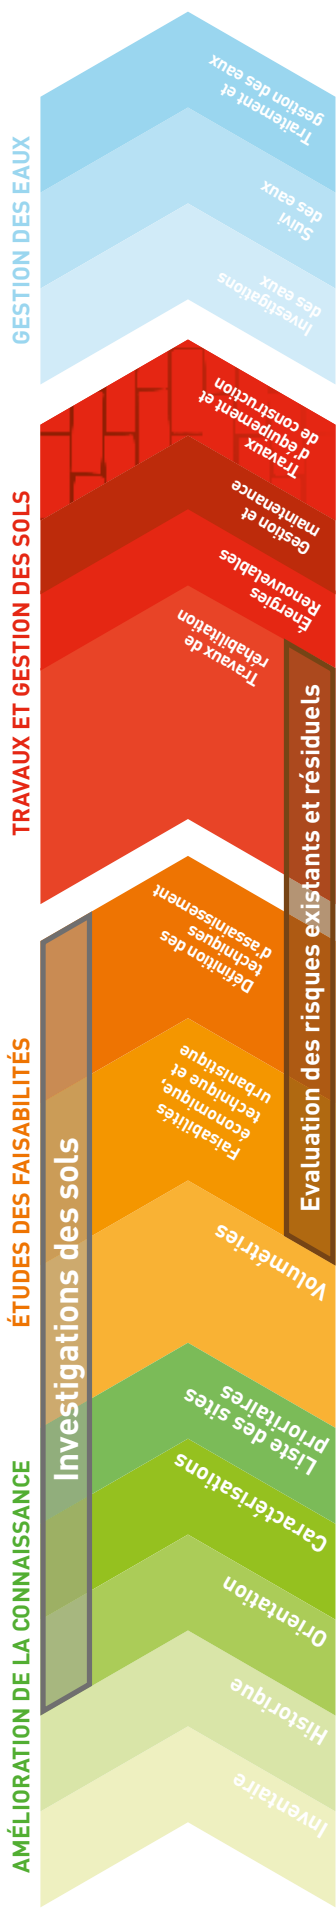 GESTION DES EAUX
Traitement et
gestion des eaux
Suivi
des eaux
Investigations
des eaux
TRAVAUX ET GESTION DES SOLS
Travaux
d'équipement et
de construction
Gestion et
maintenance
Énergies
Renouvelables
Travaux de
réhabilitation
Evaluation des risques existants et résiduels
ÉTUDES DES FAISABILITÉS
Définition des
techniques
d'assainissement
Faisabilités
économique,
technique et
urbanistique
Volumétries
Investigations des sols
AMÉLIORATION DE LA CONNAISSANCE
Liste des sites
prioritaires
Caractérisations
Orientation
Historique
Inventaire